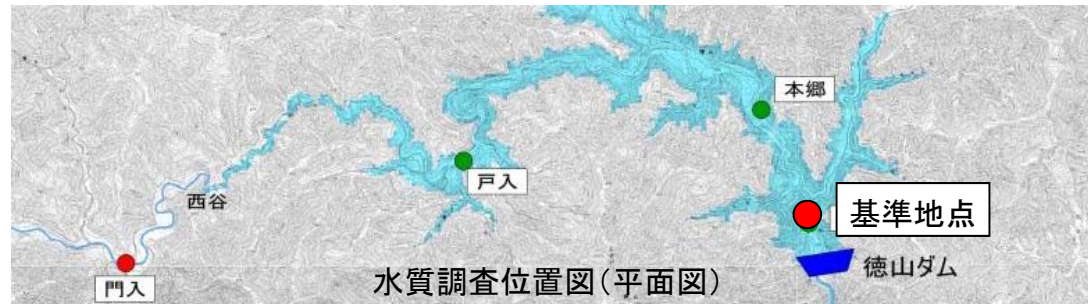 本郷
戸入
西谷
基準地点
徳山ダム
門入
水質調査位置図(平面図)